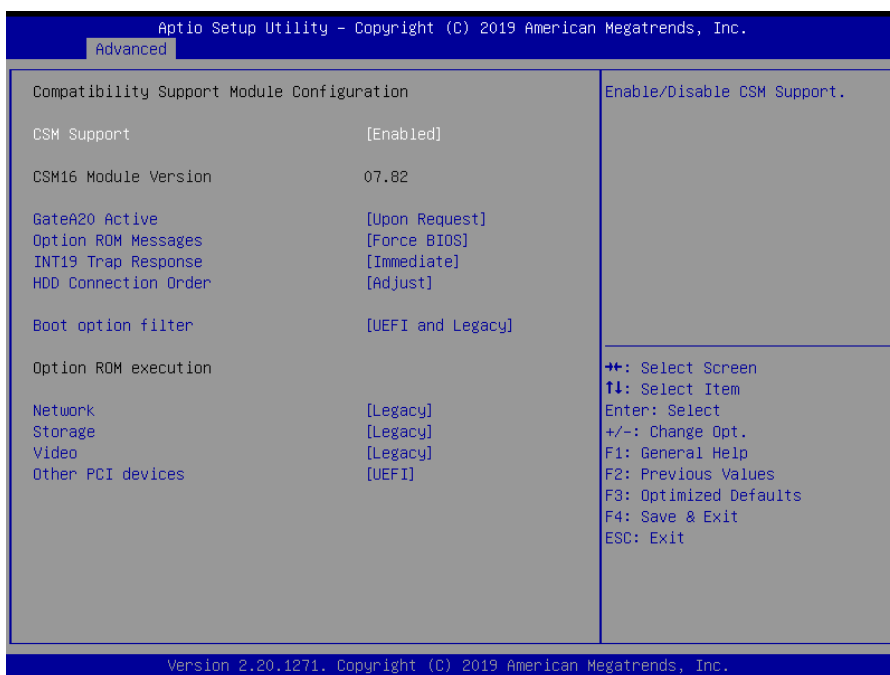 Aptio Setup Utility – Copyright (C) 2019 American Megatrends, Inc.
Advanced
Compatibility Support Module Configuration
CSM Support [Enabled]
CSM16 Module Version 07.82
GateA20 Active [Upon Request]
Option ROM Messages [Force BIOS]
INT19 Trap Response [Immediate]
HDD Connection Order [Adjust]
Boot option filter [UEFI and Legacy]
Option ROM execution
Network [Legacy]
Storage [Legacy]
Video [Legacy]
Other PCI devices [UEFI]
Enable/Disable CSM Support.
→←: Select Screen
↑↓: Select Item
Enter: Select
+/-: Change Opt.
F1: General Help
F2: Previous Values
F3: Optimized Defaults
F4: Save & Exit
ESC: Exit
Version 2.20.1271. Copyright (C) 2019 American Megatrends, Inc.